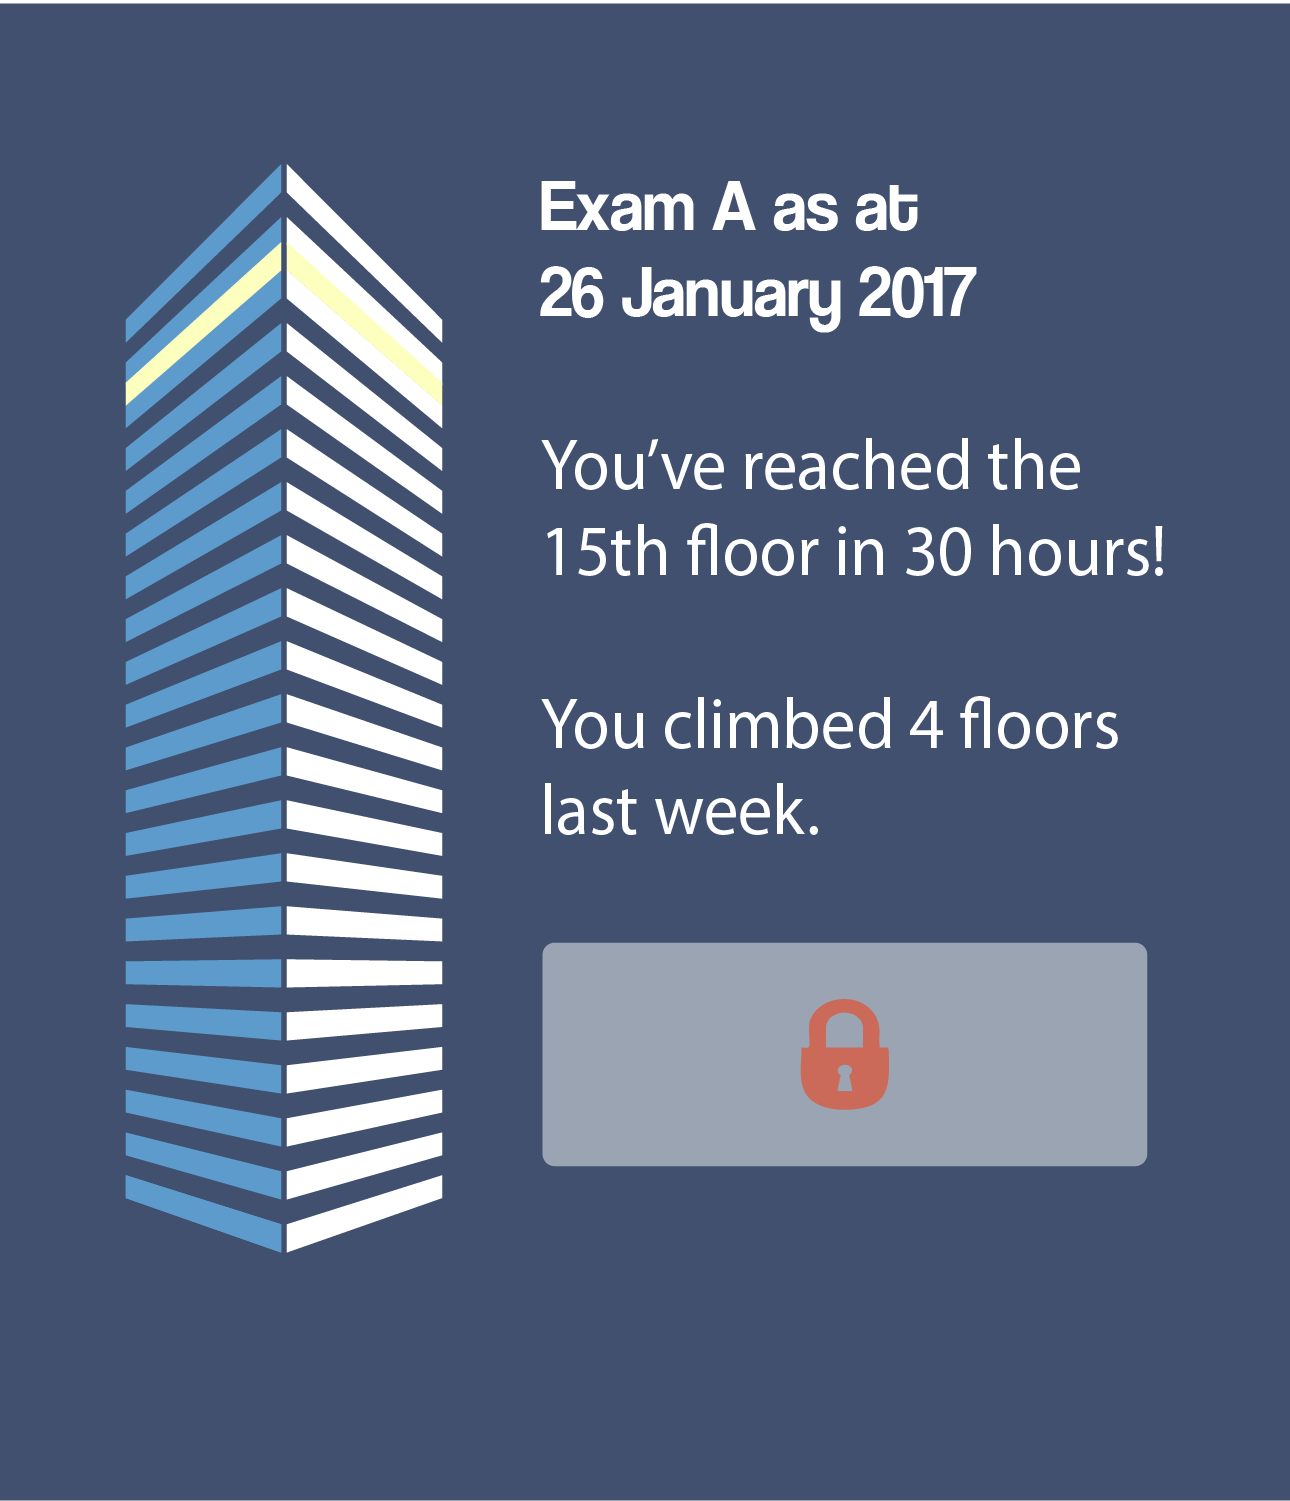 Exam A as at
26 January 2017
You’ve reached the
15th floor in 30 hours!
You climbed 4 floors
last week.